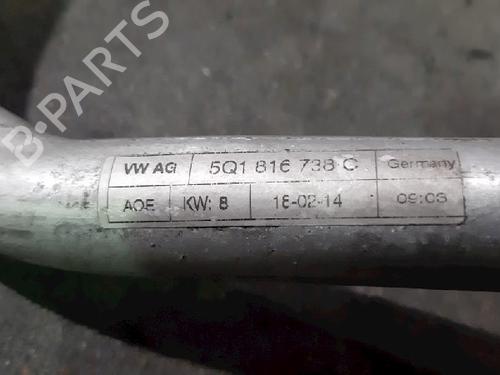 B-PARTS
VW AG 5Q1 816 738 C Germany
AOE KW: 8 18-02-14 09:03